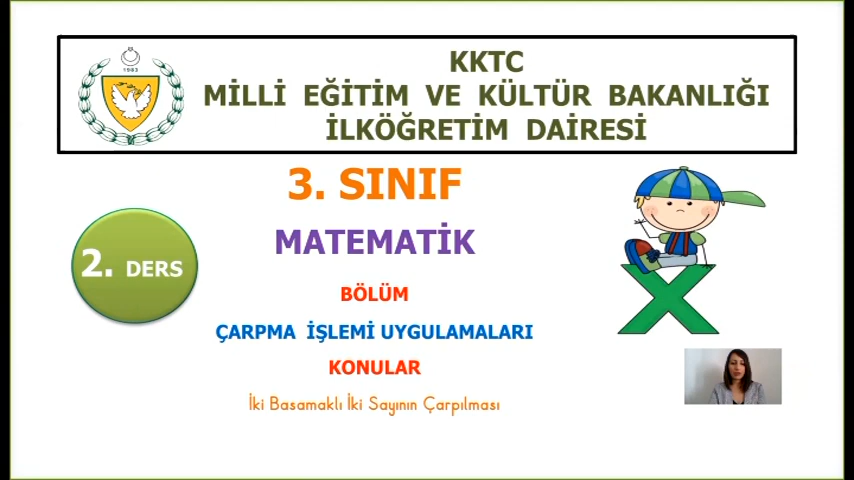 KKTC
MİLLİ EĞİTİM VE KÜLTÜR BAKANLIĞI
İLKÖĞRETİM DAİRESİ
1983
3. SINIF
MATEMATİK
2. DERS
BÖLÜM
ÇARPMA İŞLEMİ UYGULAMALARI
KONULAR
İki Basamaklı İki Sayının Çarpılması